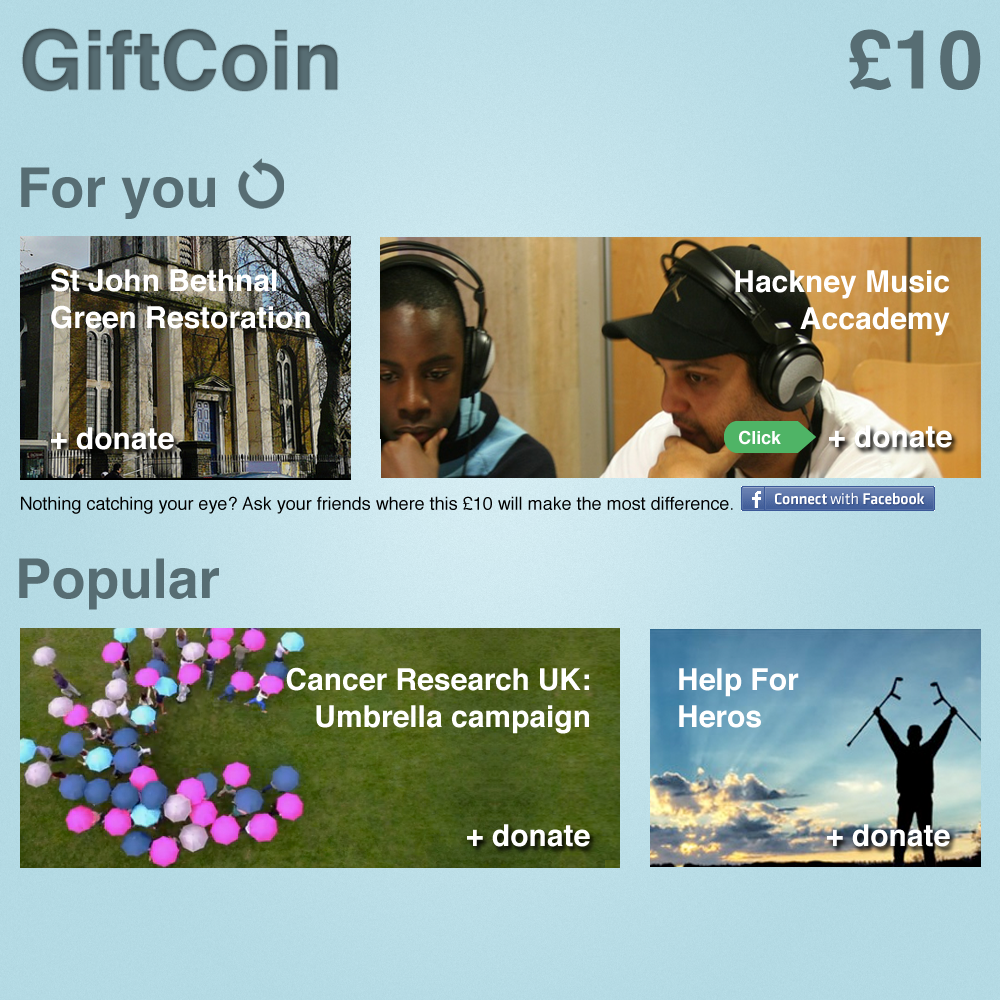 GiftCoin
£10
For you
St John Bethnal
Green Restoration
+ donate
Hackney Music
Accademy
Click
+ donate
Nothing catching your eye? Ask your friends where this £10 will make the most difference.
f Connect with Facebook
Popular
Cancer Research UK:
Umbrella campaign
+ donate
Help For
Heros
+ donate